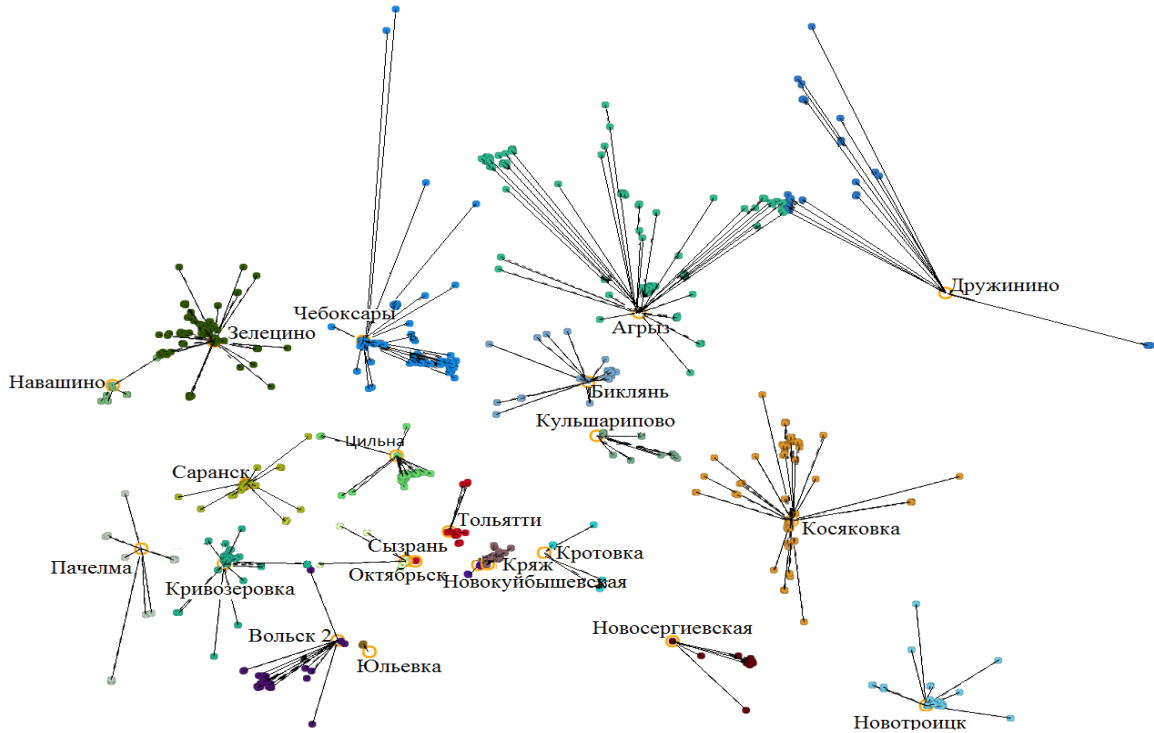 Дружинино
Чебоксары
Агрыз
Зелецино
Навашино
Биклянь
Кульшарипово
Цильна
Саранск
Тольятти
Косяковка
Сызрань
Кротовка
Кряж
Пачелма
Октябрьск
Новокуйбышевская
Кривозеровка
Новосергиевская
Вольск 2
Юльевка
Новотроицк